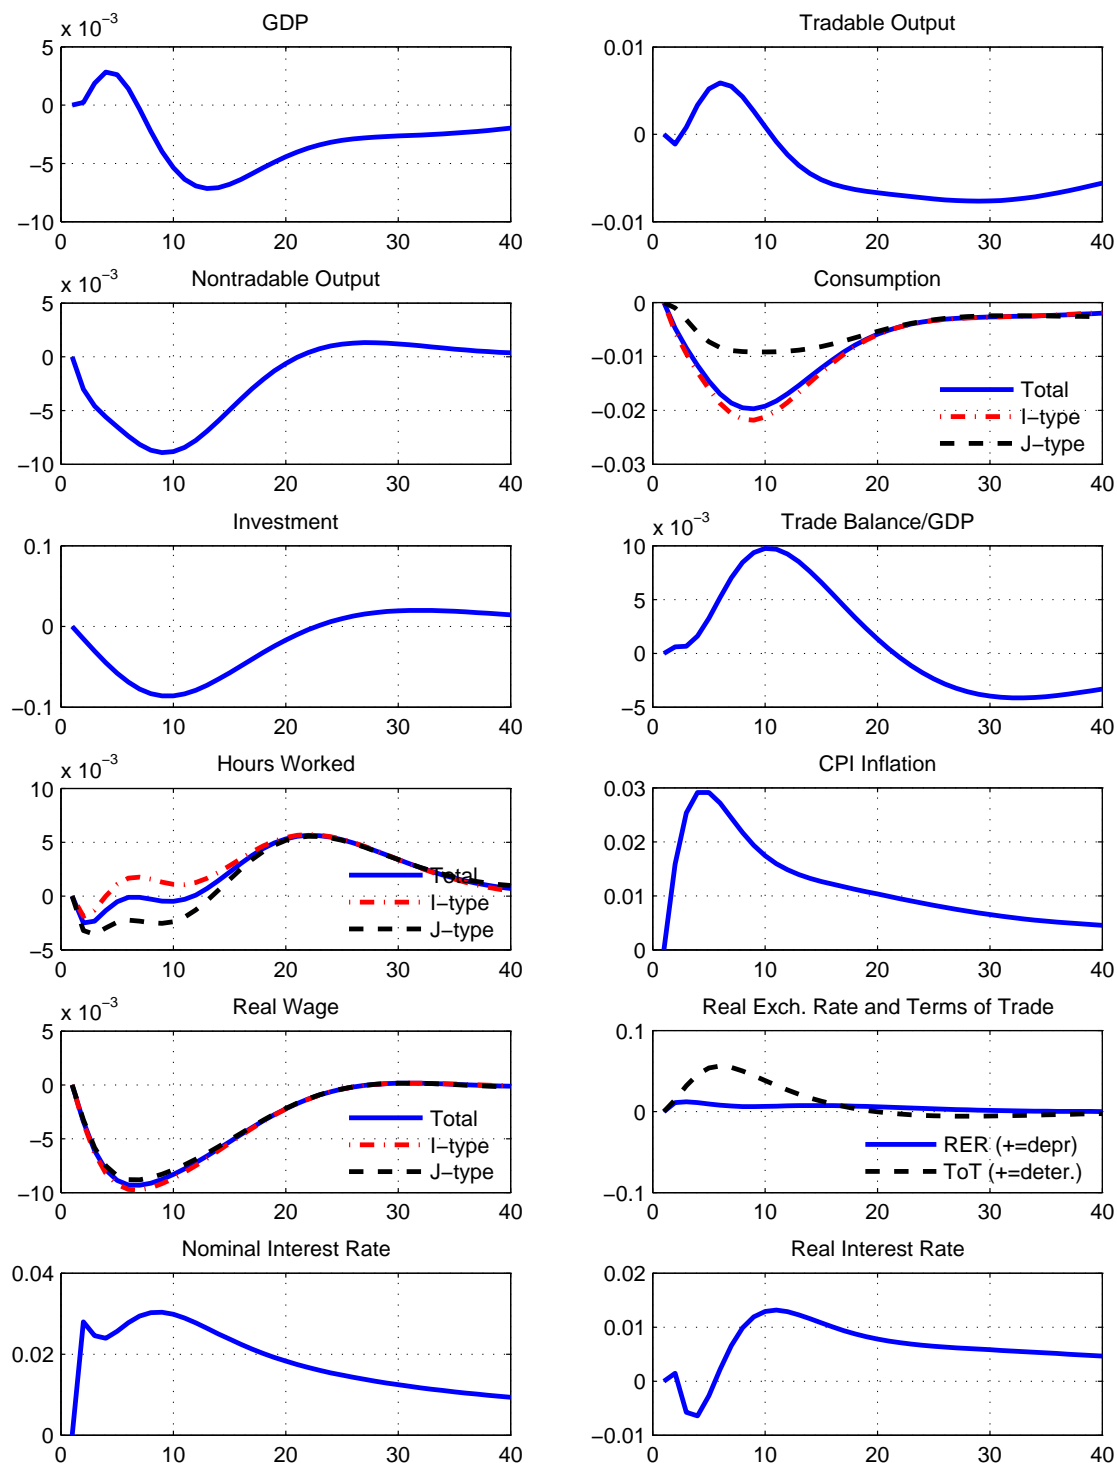 GDP
x 10−3
5
0
−5
−10
0 10 20 30 40
Tradable Output
0.01
0
−0.01
0 10 20 30 40
Nontradable Output
x 10−3
5
0
−5
−10
0 10 20 30 40
Consumption
0
−0.01
−0.02
−0.03
Total
I−type
J−type
0 10 20 30 40
Investment
0.1
0
−0.1
0 10 20 30 40
Trade Balance/GDP
x 10−3
10
5
0
−5
0 10 20 30 40
Hours Worked
x 10−3
10
5
0
−5
Total
I−type
J−type
0 10 20 30 40
CPI Inflation
0.03
0.02
0.01
0
0 10 20 30 40
Real Wage
x 10−3
5
0
−5
−10
Total
I−type
J−type
0 10 20 30 40
Real Exch. Rate and Terms of Trade
0.1
0
−0.1
RER (+=depr)
ToT (+=deter.)
0 10 20 30 40
Nominal Interest Rate
0.04
0.02
0
0 10 20 30 40
Real Interest Rate
0.02
0.01
0
−0.01
0 10 20 30 40